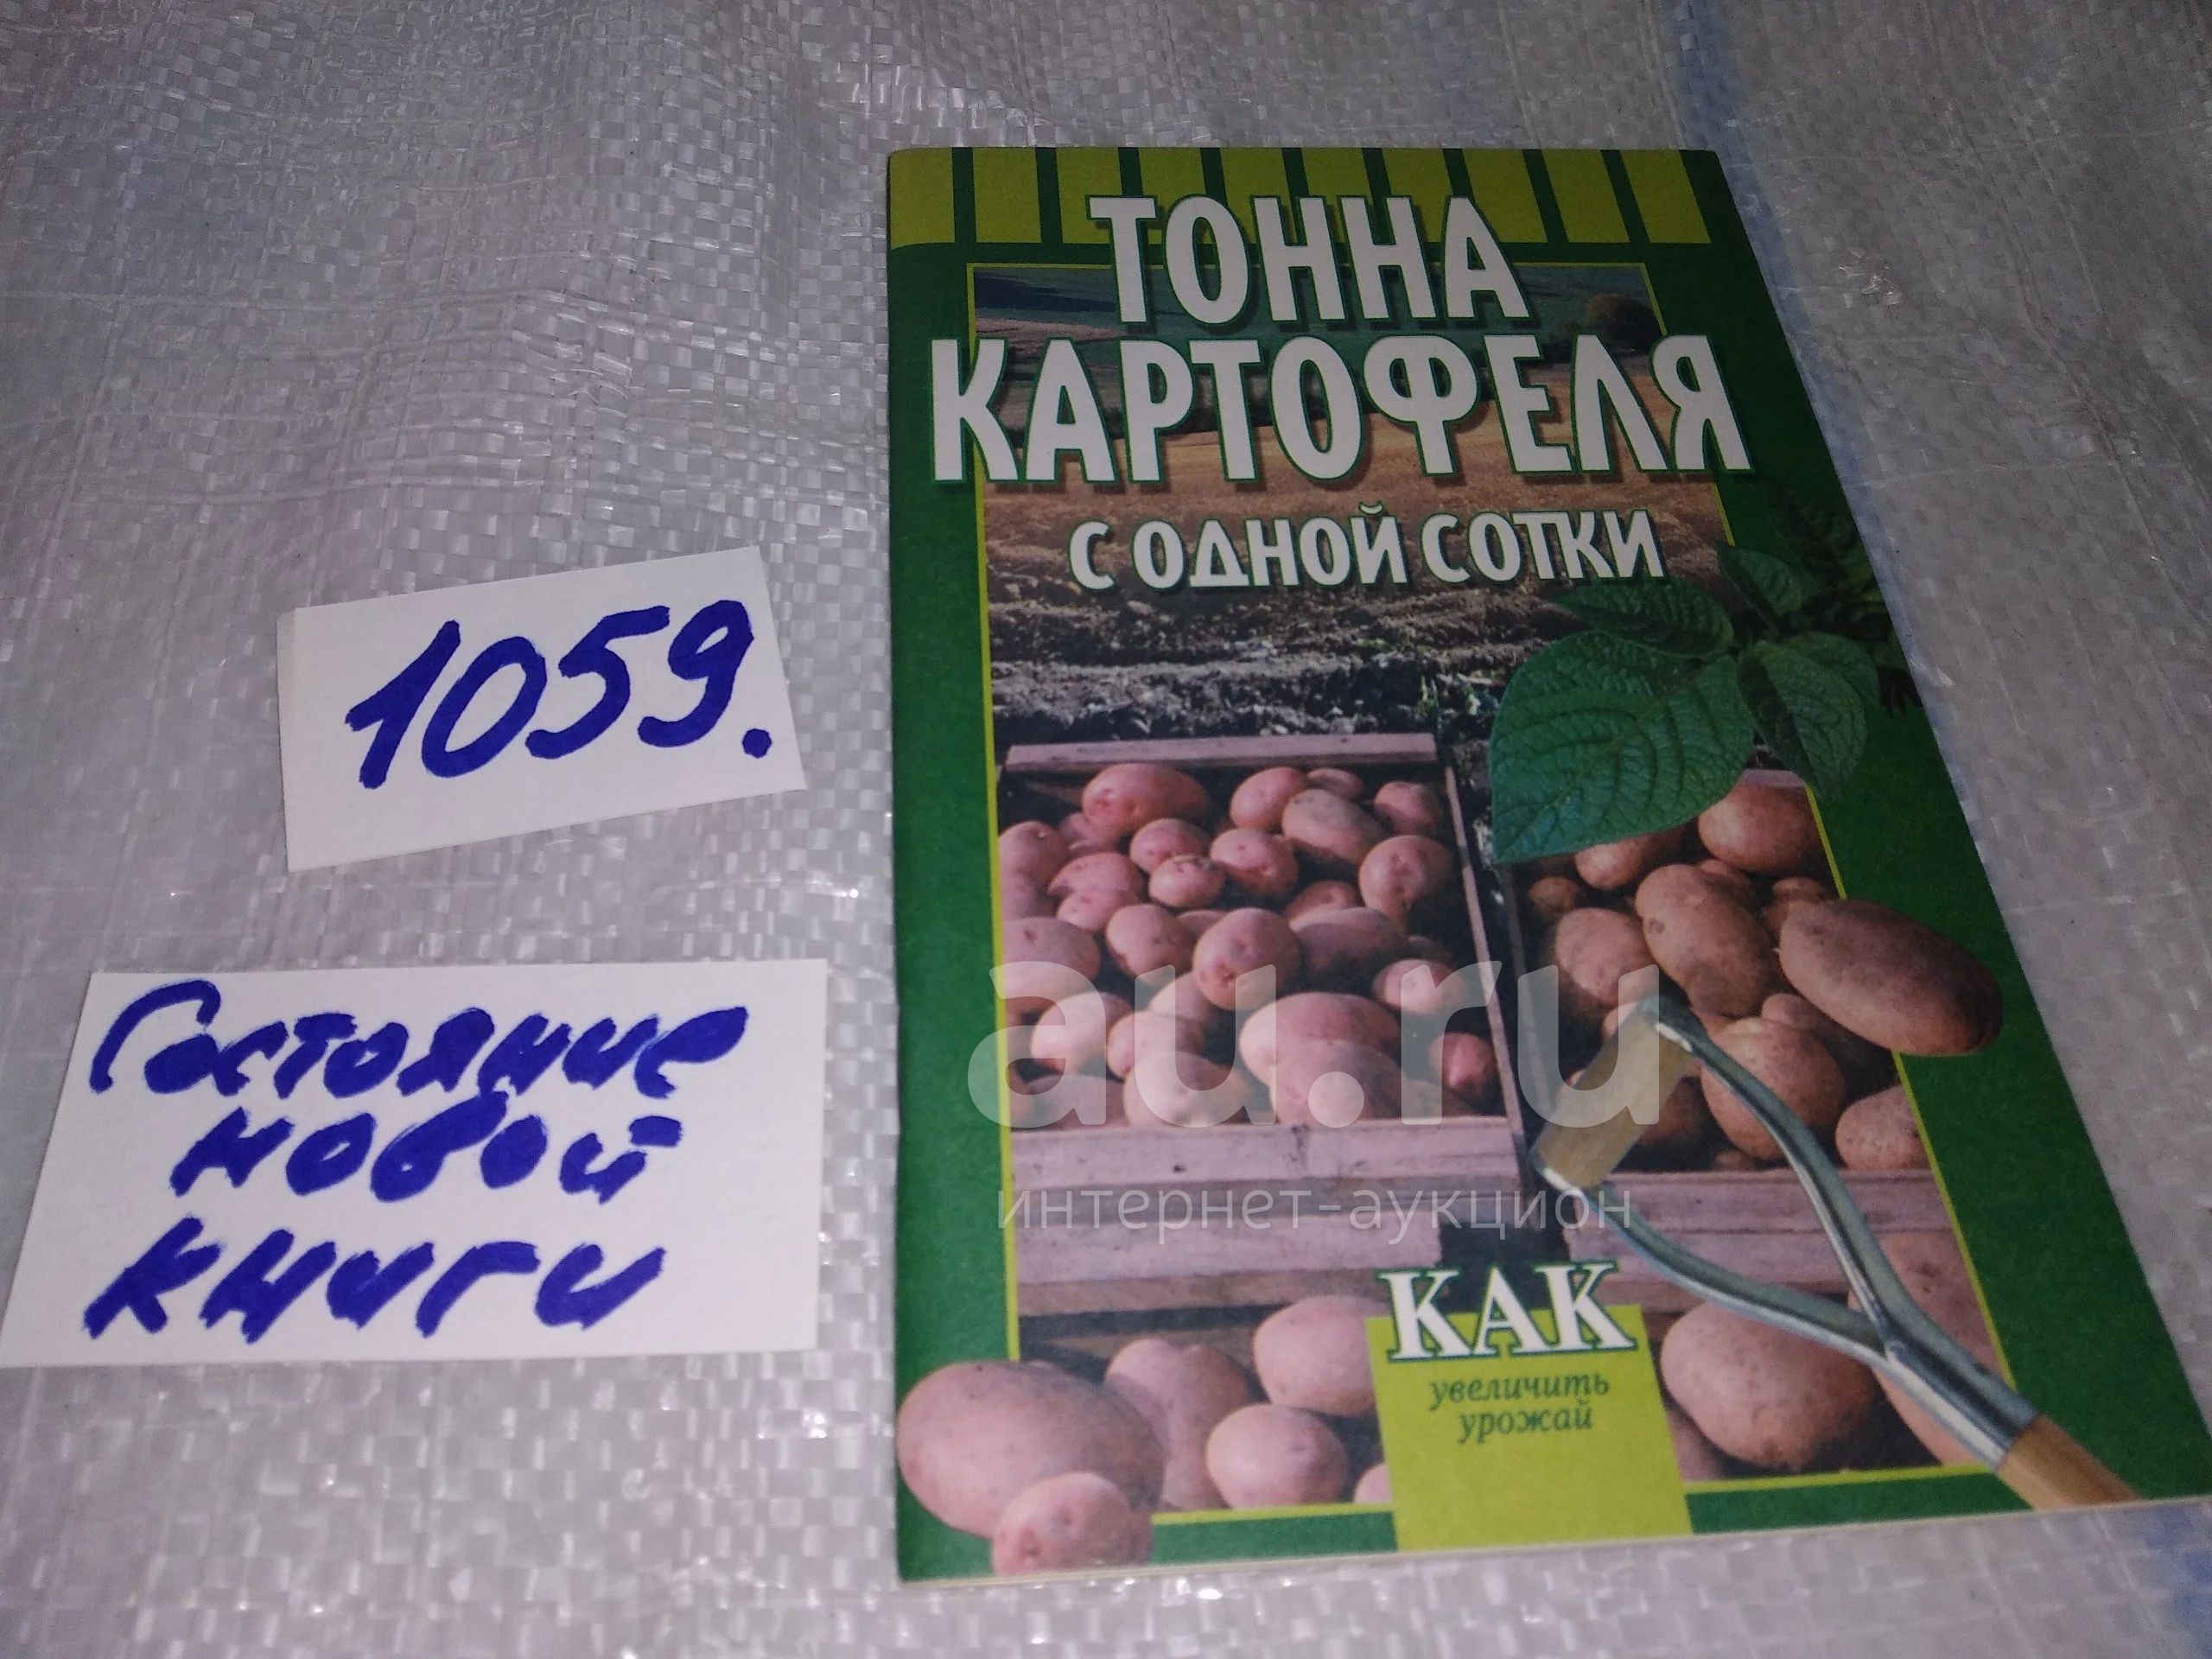 ТОННА
КАРТОФЕЛЯ
С ОДНОЙ СОТКИ
1059.
Состояние
новой
книги
au.ru
интернет-аукцион
КАК
увеличить
урожай